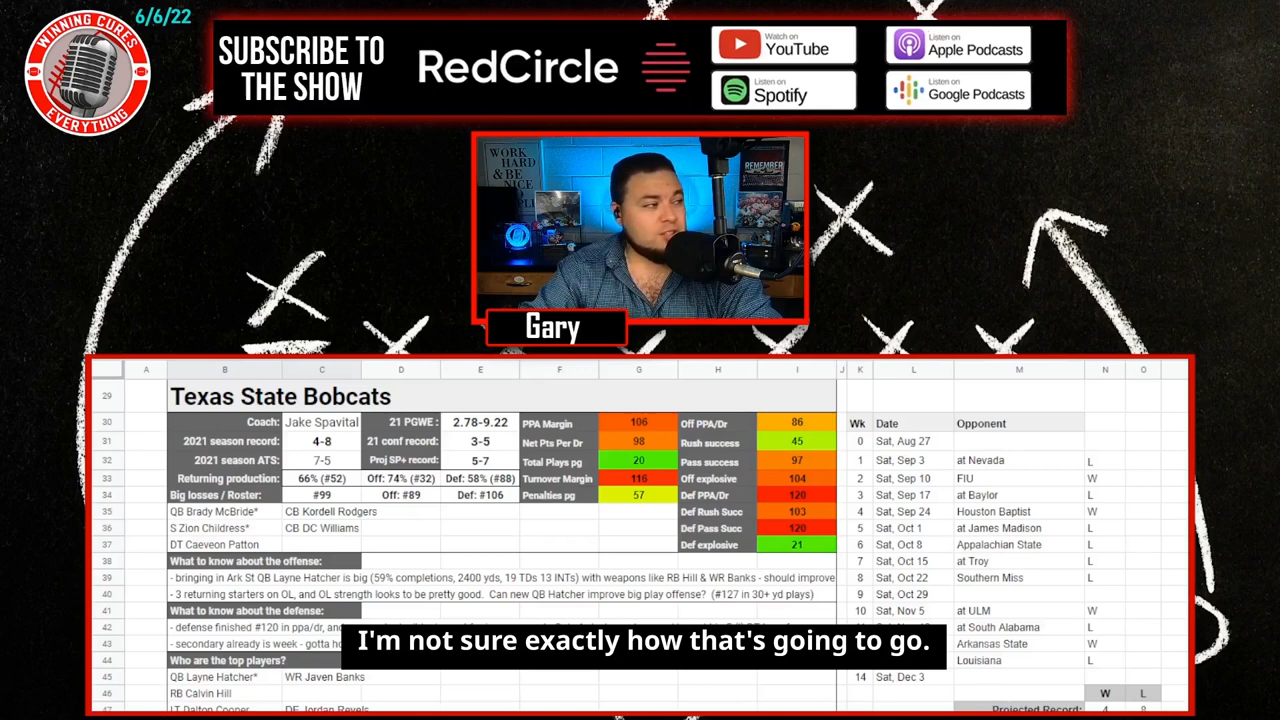 6/6/22
WINNING CURES
EVERYTHING
SUBSCRIBE TO
THE SHOW
RedCircle
Watch on
YouTube
Listen on
Apple Podcasts
Listen on
Spotify
Listen on
Google Podcasts
WORK
HARD
& BE
NICE
REMEMBER
Gary
A B C D E F G H I J K L M N O
29 Texas State Bobcats
30 Coach: Jake Spavital 21 PGWE : 2.78-9.22 PPA Margin 106 Off PPA/Dr 86 Wk Date Opponent
31 2021 season record: 4-8 21 conf record: 3-5 Net Pts Per Dr 98 Rush success 45 0 Sat, Aug 27
32 2021 season ATS: 7-5 Proj SP+ record: 5-7 Total Plays pg 20 Pass success 97 1 Sat, Sep 3 at Nevada L
33 Returning production: 66% (#52) Off: 74% (#32) Def: 58% (#88) Turnover Margin 116 Off explosive 104 2 Sat, Sep 10 FIU W
34 Big losses / Roster: #99 Off: #89 Def: #106 Penalties pg 57 Def PPA/Dr 120 3 Sat, Sep 17 at Baylor L
35 QB Brady McBride* CB Kordell Rodgers Def Rush Succ 103 4 Sat, Sep 24 Houston Baptist W
36 S Zion Childress* CB DC Williams Def Pass Succ 120 5 Sat, Oct 1 at James Madison L
37 DT Caeveon Patton Def explosive 21 6 Sat, Oct 8 Appalachian State L
38 What to know about the offense: 7 Sat, Oct 15 at Troy L
39 - bringing in Ark St QB Layne Hatcher is big (59% completions, 2400 yds, 19 TDs 13 INTs) with weapons like RB Hill & WR Banks - should improve 8 Sat, Oct 22 Southern Miss L
40 - 3 returning starters on OL, and OL strength looks to be pretty good. Can new QB Hatcher improve big play offense? (#127 in 30+ yd plays) 9 Sat, Oct 29
41 What to know about the defense: 10 Sat, Nov 5 at ULM W
42 - defense finished #120 in ppa/dr, and at South Alabama L
43 - secondary already is week - gotta Arkansas State W
I'm not sure exactly how that's going to go.
44 Who are the top players? Louisiana L
45 QB Layne Hatcher* WR Javen Banks 14 Sat, Dec 3
46 RB Calvin Hill W L
47 LT Dalton Cooper DE Jordan Revels Projected Record: 4 8